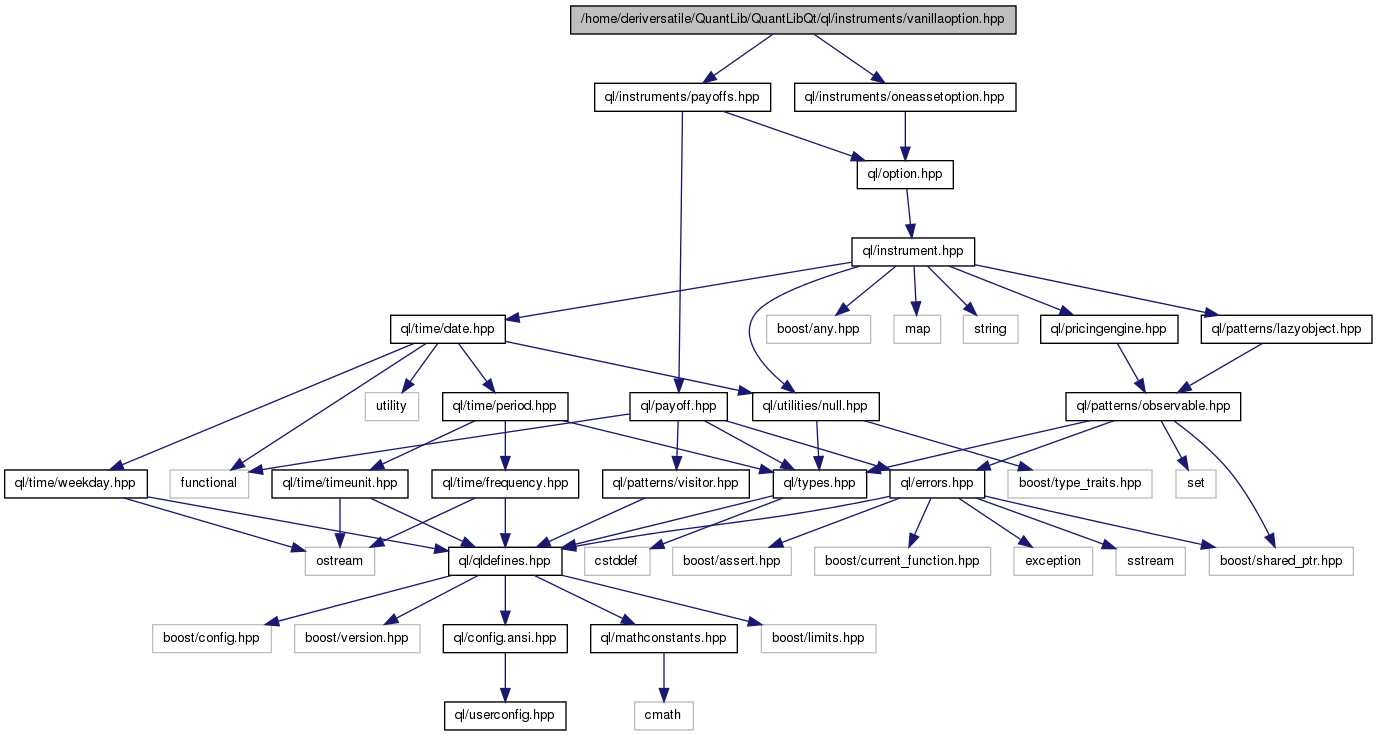 /home/deriversatile/QuantLib/QuantLibQt/ql/instruments/vanillaoption.hpp
ql/instruments/payoffs.hpp
ql/instruments/oneassetoption.hpp
ql/option.hpp
ql/instrument.hpp
ql/time/date.hpp
boost/any.hpp
map
string
ql/pricingengine.hpp
ql/patterns/lazyobject.hpp
utility
ql/time/period.hpp
ql/payoff.hpp
ql/utilities/null.hpp
ql/patterns/observable.hpp
ql/time/weekday.hpp
functional
ql/time/timeunit.hpp
ql/time/frequency.hpp
ql/patterns/visitor.hpp
ql/types.hpp
ql/errors.hpp
boost/type_traits.hpp
set
ostream
ql/qldefines.hpp
cstddef
boost/assert.hpp
boost/current_function.hpp
exception
sstream
boost/shared_ptr.hpp
boost/config.hpp
boost/version.hpp
ql/config.ansi.hpp
ql/mathconstants.hpp
boost/limits.hpp
ql/userconfig.hpp
cmath